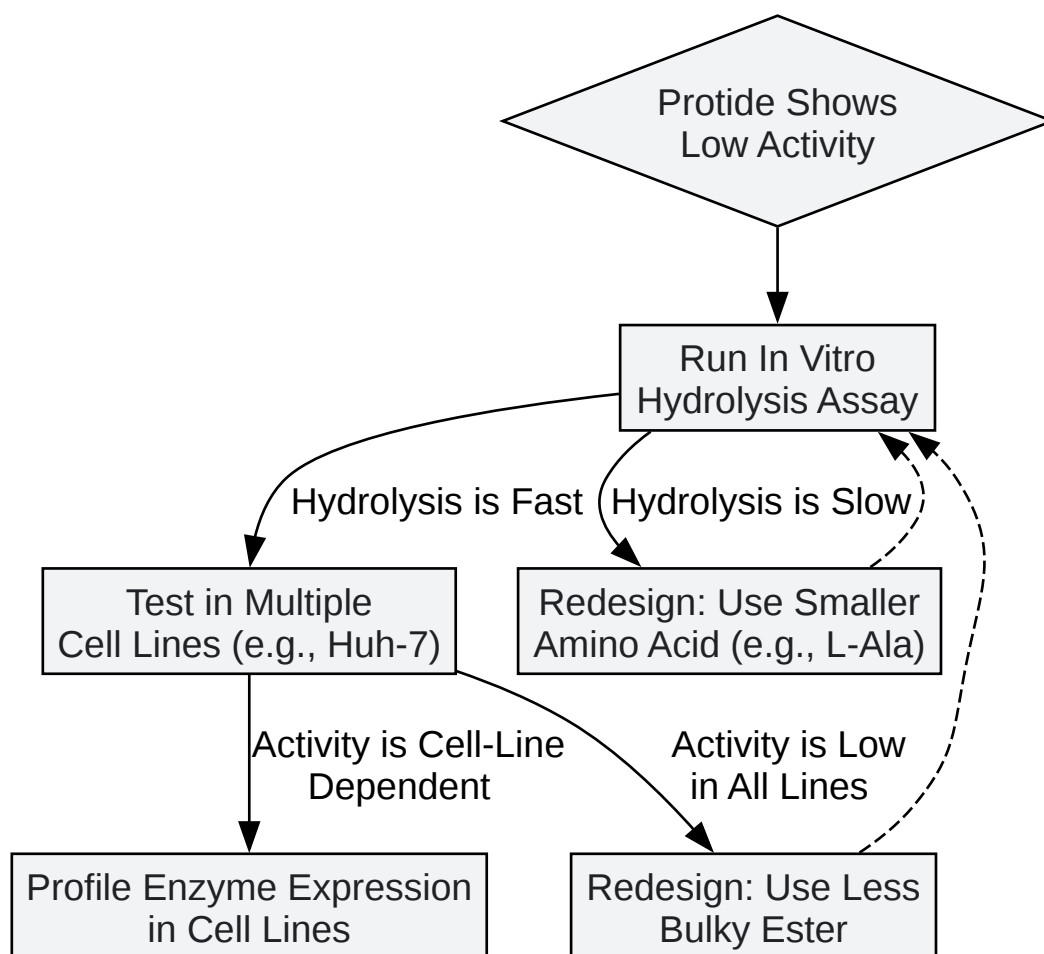 Protide Shows
Low Activity
Run In Vitro
Hydrolysis Assay
Hydrolysis is Fast
Hydrolysis is Slow
Test in Multiple
Cell Lines (e.g., Huh-7)
Redesign: Use Smaller
Amino Acid (e.g., L-Ala)
Activity is Cell-Line
Dependent
Activity is Low
in All Lines
Profile Enzyme Expression
in Cell Lines
Redesign: Use Less
Bulky Ester